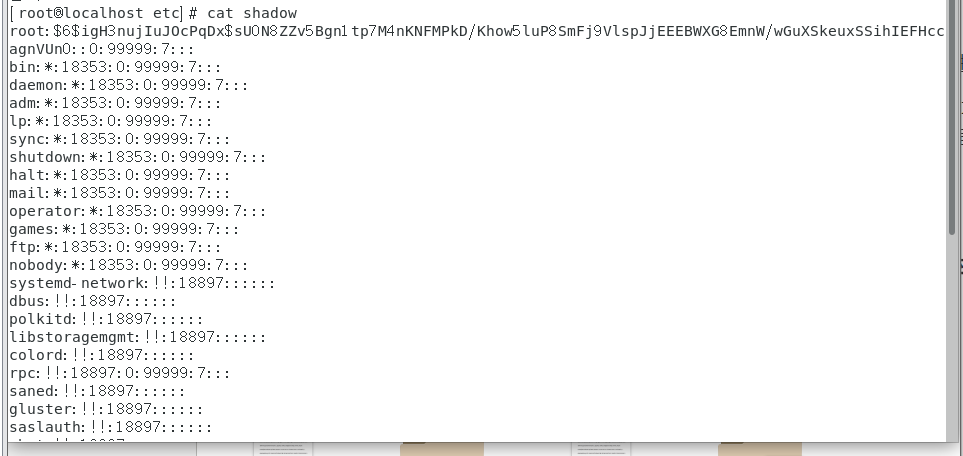 [root@localhost etc]# cat shadow
root:$6$igH3nujIuJOcPqDx$sU0N8ZZv5Bgn1tp7M4nKNFMPkD/Khow5luP8SmFj9VlspJjEEEBWXG8EmnW/wGuXSkeuxSSihIEFHcc
agnVUn0::0:99999:7:::
bin:*:18353:0:99999:7:::
daemon:*:18353:0:99999:7:::
adm:*:18353:0:99999:7:::
lp:*:18353:0:99999:7:::
sync:*:18353:0:99999:7:::
shutdown:*:18353:0:99999:7:::
halt:*:18353:0:99999:7:::
mail:*:18353:0:99999:7:::
operator:*:18353:0:99999:7:::
games:*:18353:0:99999:7:::
ftp:*:18353:0:99999:7:::
nobody:*:18353:0:99999:7:::
systemd-network:!!:18897::::::
dbus:!!:18897::::::
polkitd:!!:18897::::::
libstoragemgmt:!!:18897::::::
colord:!!:18897::::::
rpc:!!:18897:0:99999:7:::
saned:!!:18897::::::
gluster:!!:18897::::::
saslauth:!!:18897::::::